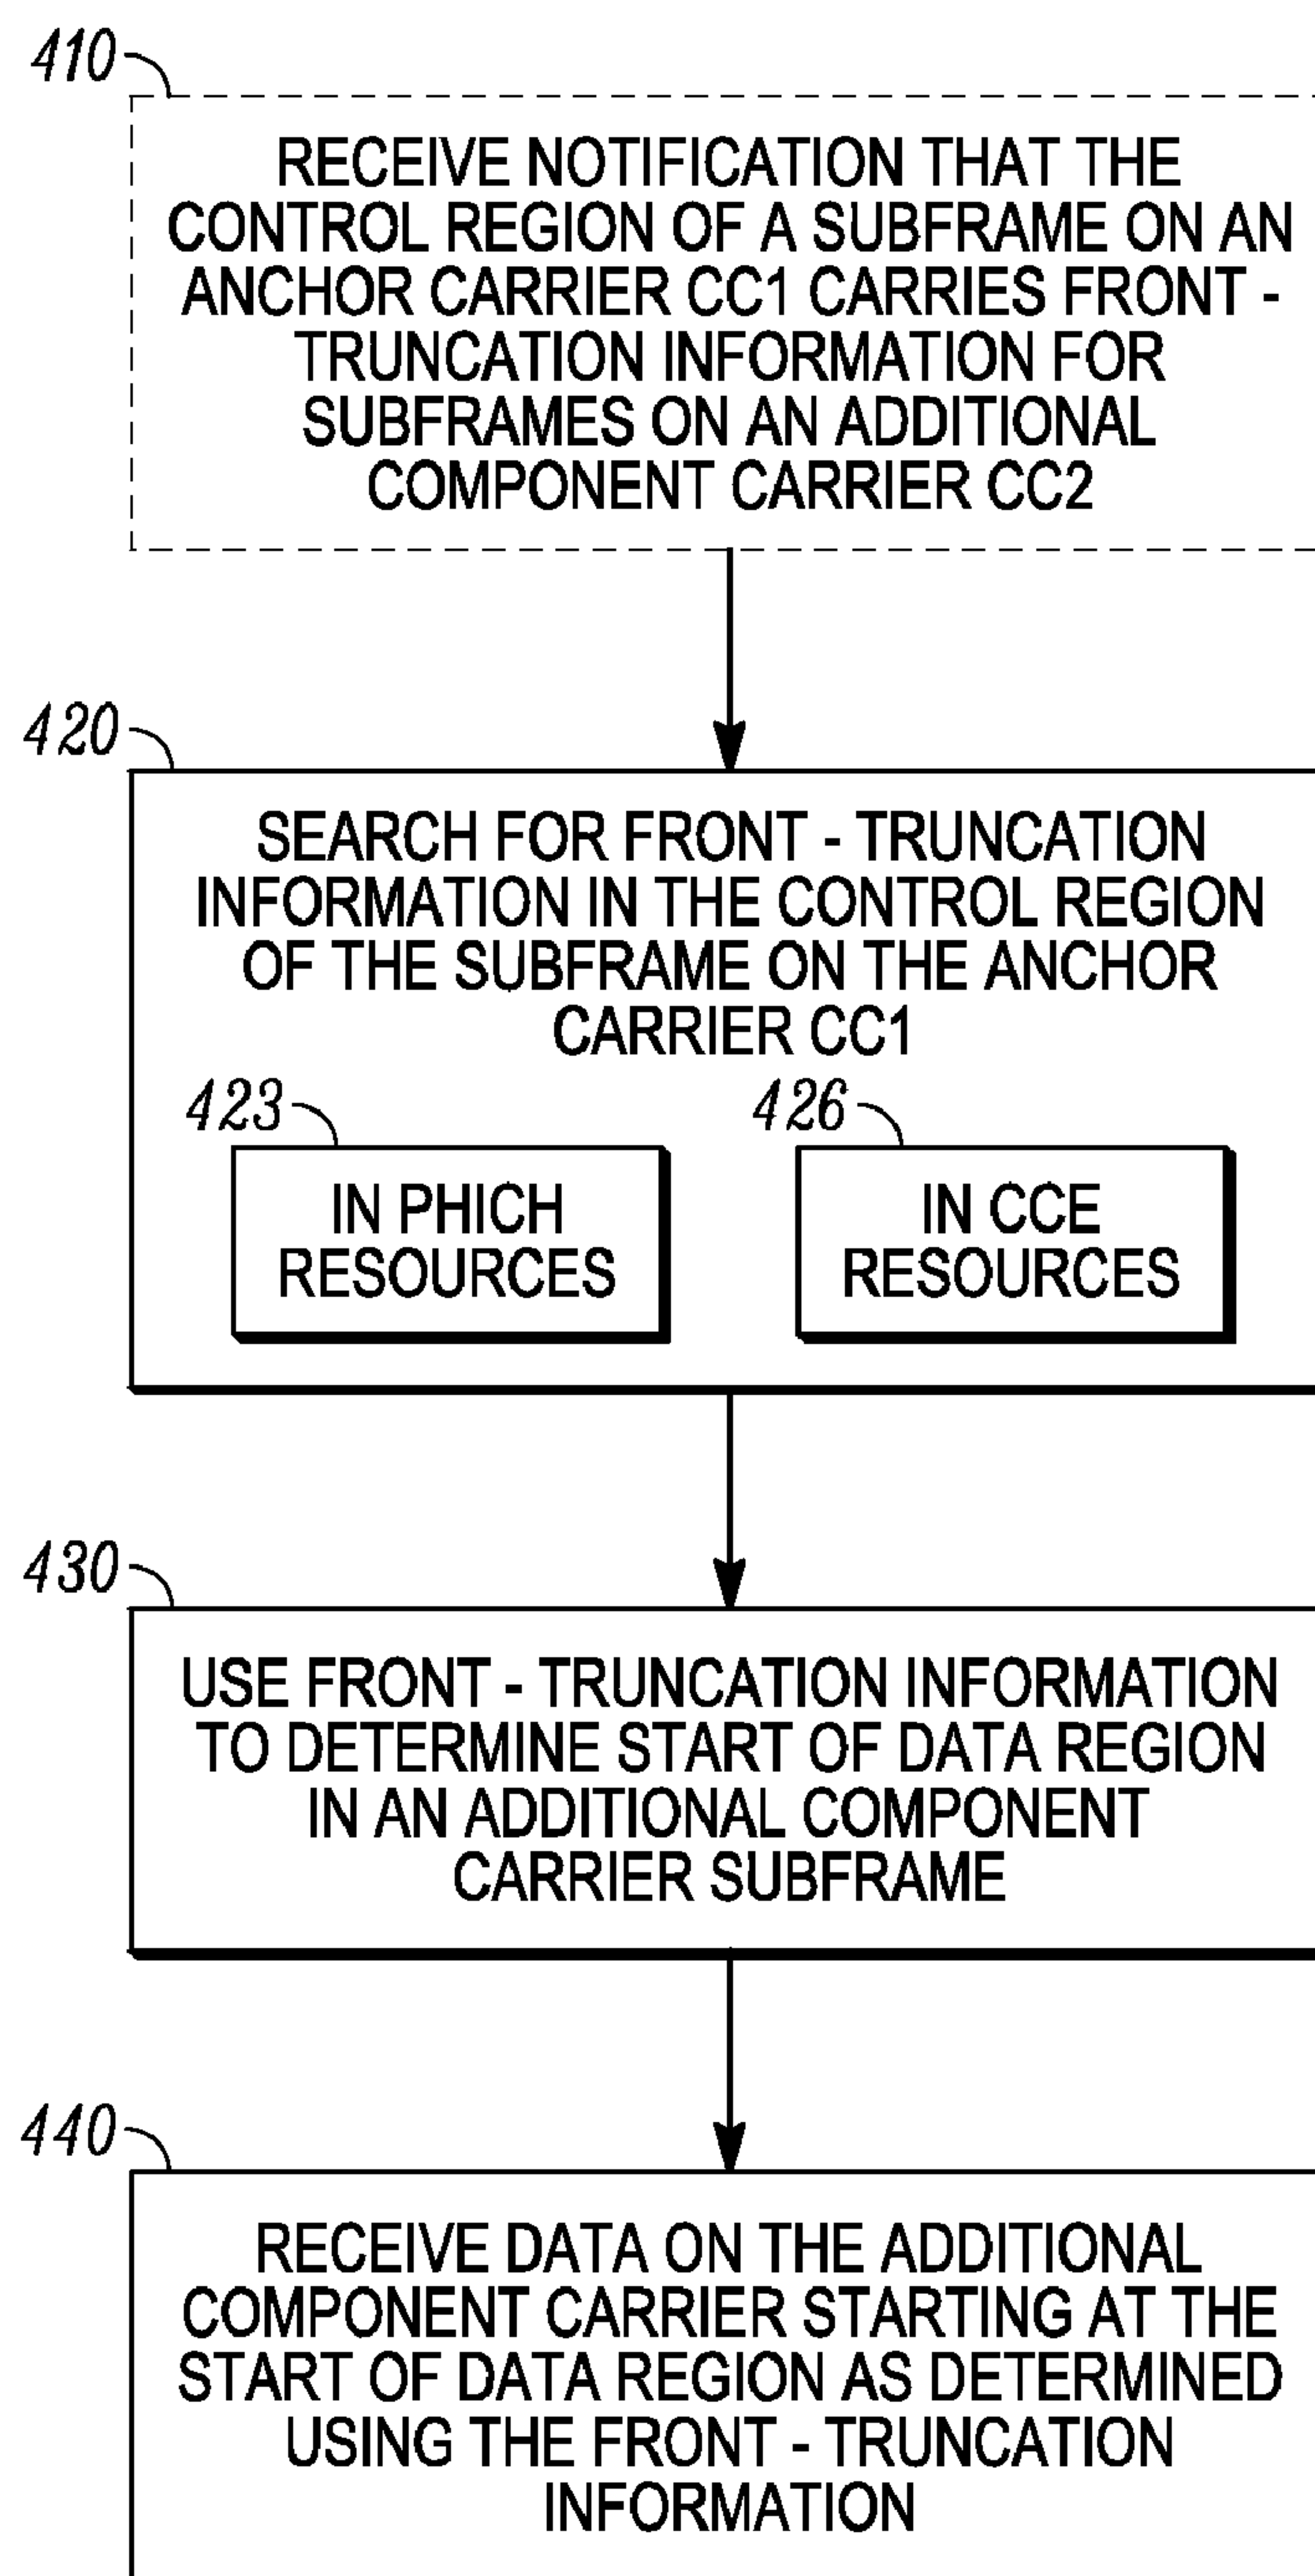 410
RECEIVE NOTIFICATION THAT THE
CONTROL REGION OF A SUBFRAME ON AN
ANCHOR CARRIER CC1 CARRIES FRONT -
TRUNCATION INFORMATION FOR
SUBFRAMES ON AN ADDITIONAL
COMPONENT CARRIER CC2
420
SEARCH FOR FRONT - TRUNCATION
INFORMATION IN THE CONTROL REGION
OF THE SUBFRAME ON THE ANCHOR
CARRIER CC1
423
IN PHICH
RESOURCES
426
IN CCE
RESOURCES
430
USE FRONT - TRUNCATION INFORMATION
TO DETERMINE START OF DATA REGION
IN AN ADDITIONAL COMPONENT
CARRIER SUBFRAME
440
RECEIVE DATA ON THE ADDITIONAL
COMPONENT CARRIER STARTING AT THE
START OF DATA REGION AS DETERMINED
USING THE FRONT - TRUNCATION
INFORMATION